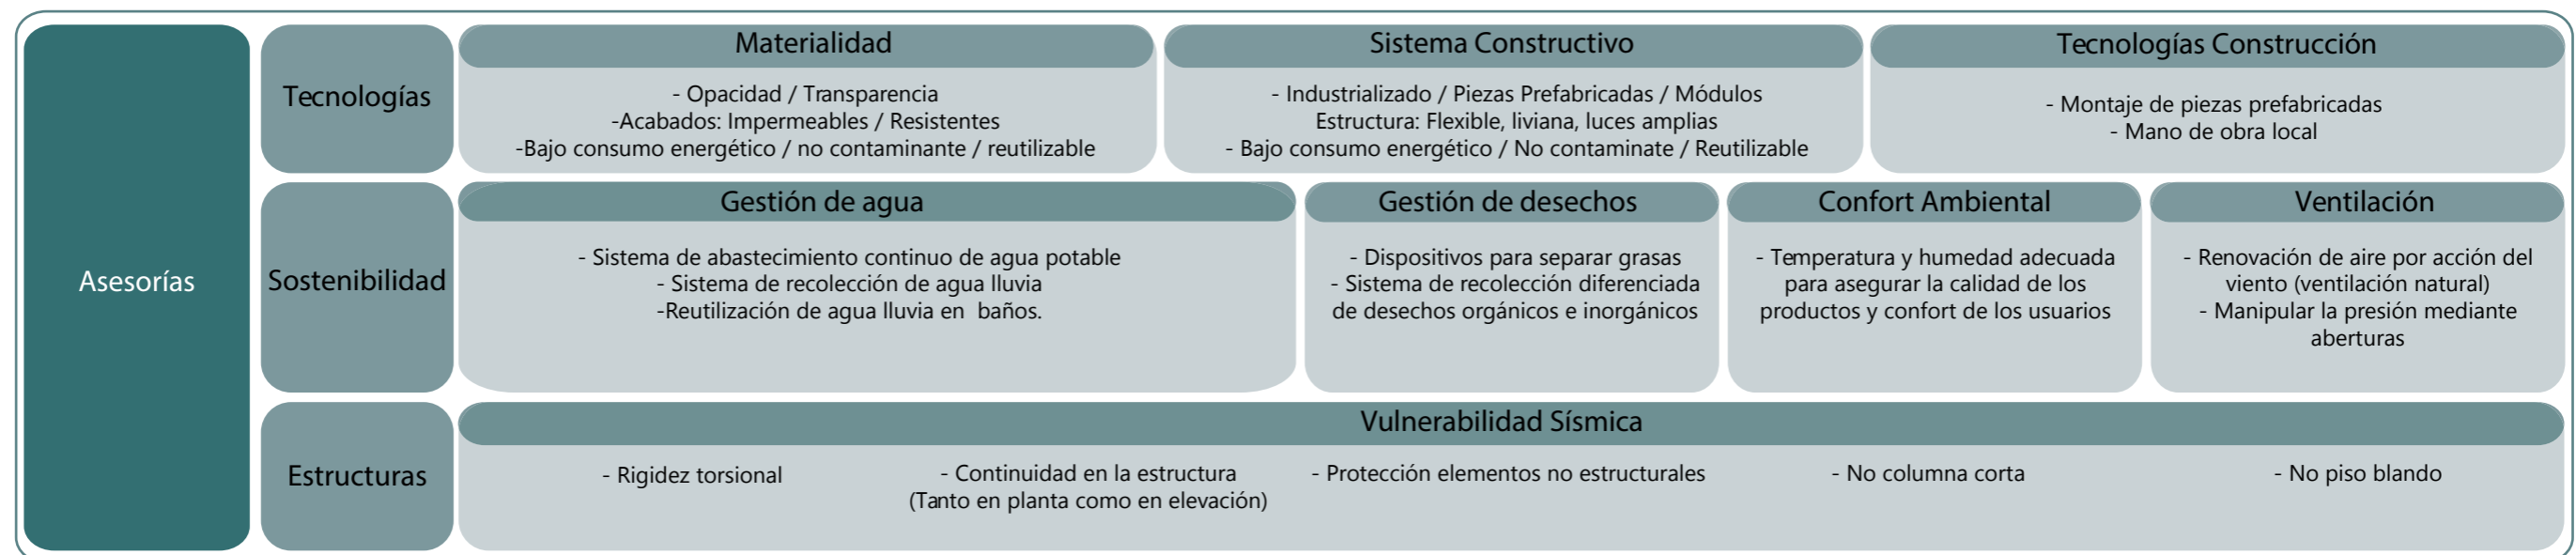 Asesorías
Tecnologías
Materialidad
- Opacidad / Transparencia
-Acabados: Impermeables / Resistentes
-Bajo consumo energético / no contaminante / reutilizable
Sistema Constructivo
- Industrializado / Piezas Prefabricadas / Módulos
Estructura: Flexible, liviana, luces amplias
- Bajo consumo energético / No contaminate / Reutilizable
Tecnologías Construcción
- Montaje de piezas prefabricadas
- Mano de obra local
Sostenibilidad
Gestión de agua
- Sistema de abastecimiento continuo de agua potable
- Sistema de recolección de agua lluvia
-Reutilización de agua lluvia en  baños.
Gestión de desechos
- Dispositivos para separar grasas
- Sistema de recolección diferenciada
de desechos orgánicos e inorgánicos
Confort Ambiental
- Temperatura y humedad adecuada
para asegurar la calidad de los
productos y confort de los usuarios
Ventilación
- Renovación de aire por acción del
viento (ventilación natural)
- Manipular la presión mediante
aberturas
Estructuras
Vulnerabilidad Sísmica
- Rigidez torsional
- Continuidad en la estructura
(Tanto en planta como en elevación)
- Protección elementos no estructurales
- No columna corta
- No piso blando